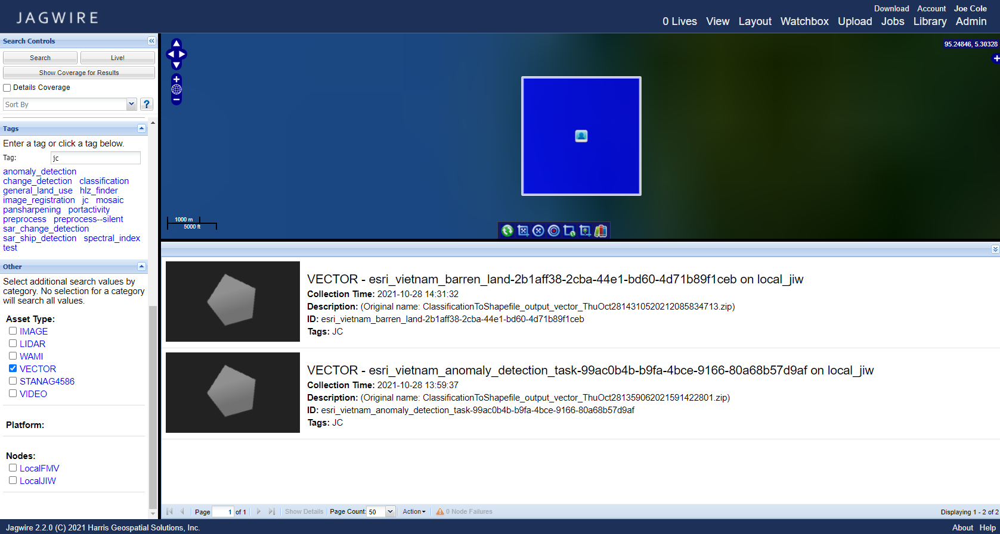 JAGWIRE
Download Account Joe Cole
0 Lives View Layout Watchbox Upload Jobs Library Admin
Search Controls
Search Live!
Show Coverage for Results
Details Coverage
Sort By ?
Tags
Enter a tag or click a tag below.
Tag: jc
anomaly_detection
change_detection classification
general_land_use hlz_finder
image_registration jc mosaic
pansharpening portactivity
preprocess preprocess--silent
sar_change_detection
sar_ship_detection spectral_index
test
Other
Select additional search values by
category. No selection for a category
will search all values.
Asset Type:
IMAGE
LIDAR
WAMI
VECTOR
STANAG4586
VIDEO
Platform:
Nodes:
LocalFMV
LocalJIW
95.24846, 5.30328
1000 m
5000 ft
VECTOR - esri_vietnam_barren_land-2b1aff38-2cba-44e1-bd60-4d71b89f1ceb on local_jiw
Collection Time: 2021-10-28 14:31:32
Description: (Original name: ClassificationToShapefile_output_vector_ThuOct2814310520212085834713.zip)
ID: esri_vietnam_barren_land-2b1aff38-2cba-44e1-bd60-4d71b89f1ceb
Tags: JC
VECTOR - esri_vietnam_anomaly_detection_task-99ac0b4b-b9fa-4bce-9166-80a68b57d9af on local_jiw
Collection Time: 2021-10-28 13:59:37
Description: (Original name: ClassificationToShapefile_output_vector_ThuOct281359062021591422801.zip)
ID: esri_vietnam_anomaly_detection_task-99ac0b4b-b9fa-4bce-9166-80a68b57d9af
Tags: JC
Page 1 of 1 Show Details Page Count: 50 Action 0 Node Failures Displaying 1 - 2 of 2
Jagwire 2.2.0 (C) 2021 Harris Geospatial Solutions, Inc. About Help